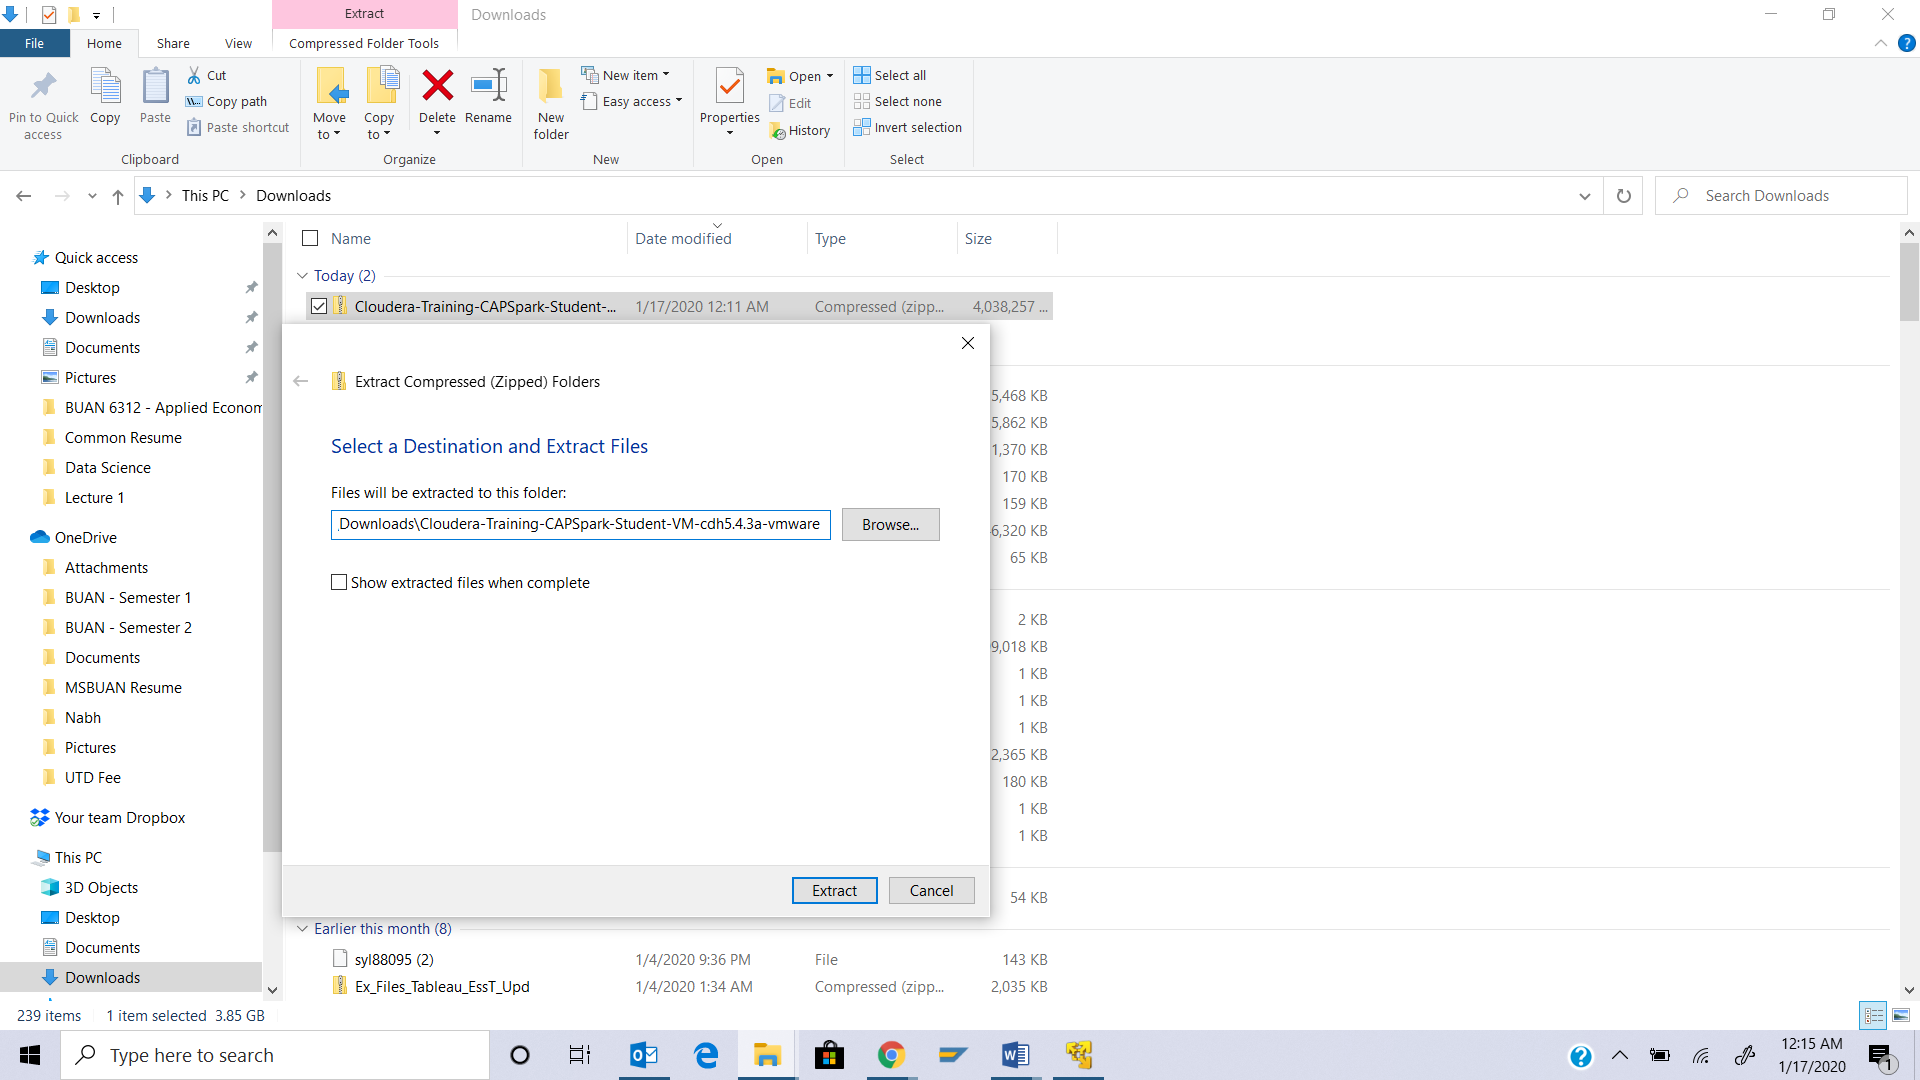 Extract
Downloads
File
Home
Share
View
Compressed Folder Tools
Pin to Quick access
Copy
Paste
Cut
Copy path
Paste shortcut
Clipboard
Move to
Copy to
Delete
Rename
Organize
New folder
New item
Easy access
New
Properties
Open
Edit
History
Open
Select all
Select none
Invert selection
Select
This PC
Downloads
Search Downloads
Quick access
Desktop
Downloads
Documents
Pictures
BUAN 6312 - Applied Econom
Common Resume
Data Science
Lecture 1
OneDrive
Attachments
BUAN - Semester 1
BUAN - Semester 2
Documents
MSBUAN Resume
Nabh
Pictures
UTD Fee
Your team Dropbox
This PC
3D Objects
Desktop
Documents
Downloads
Name Date modified Type Size
Today (2)
Cloudera-Training-CAPSpark-Student-... 1/17/2020 12:11 AM Compressed (zipp... 4,038,257 ...
Extract Compressed (Zipped) Folders
Select a Destination and Extract Files
Files will be extracted to this folder:
Downloads\Cloudera-Training-CAPSpark-Student-VM-cdh5.4.3a-vmware
Browse...
Show extracted files when complete
Extract
Cancel
5,468 KB
5,862 KB
1,370 KB
170 KB
159 KB
6,320 KB
65 KB
2 KB
9,018 KB
1 KB
1 KB
1 KB
2,365 KB
180 KB
1 KB
1 KB
54 KB
Earlier this month (8)
syl88095 (2) 1/4/2020 9:36 PM File 143 KB
Ex_Files_Tableau_EssT_Upd 1/4/2020 1:34 AM Compressed (zipp... 2,035 KB
239 items 1 item selected 3.85 GB
Type here to search
12:15 AM
1/17/2020
1